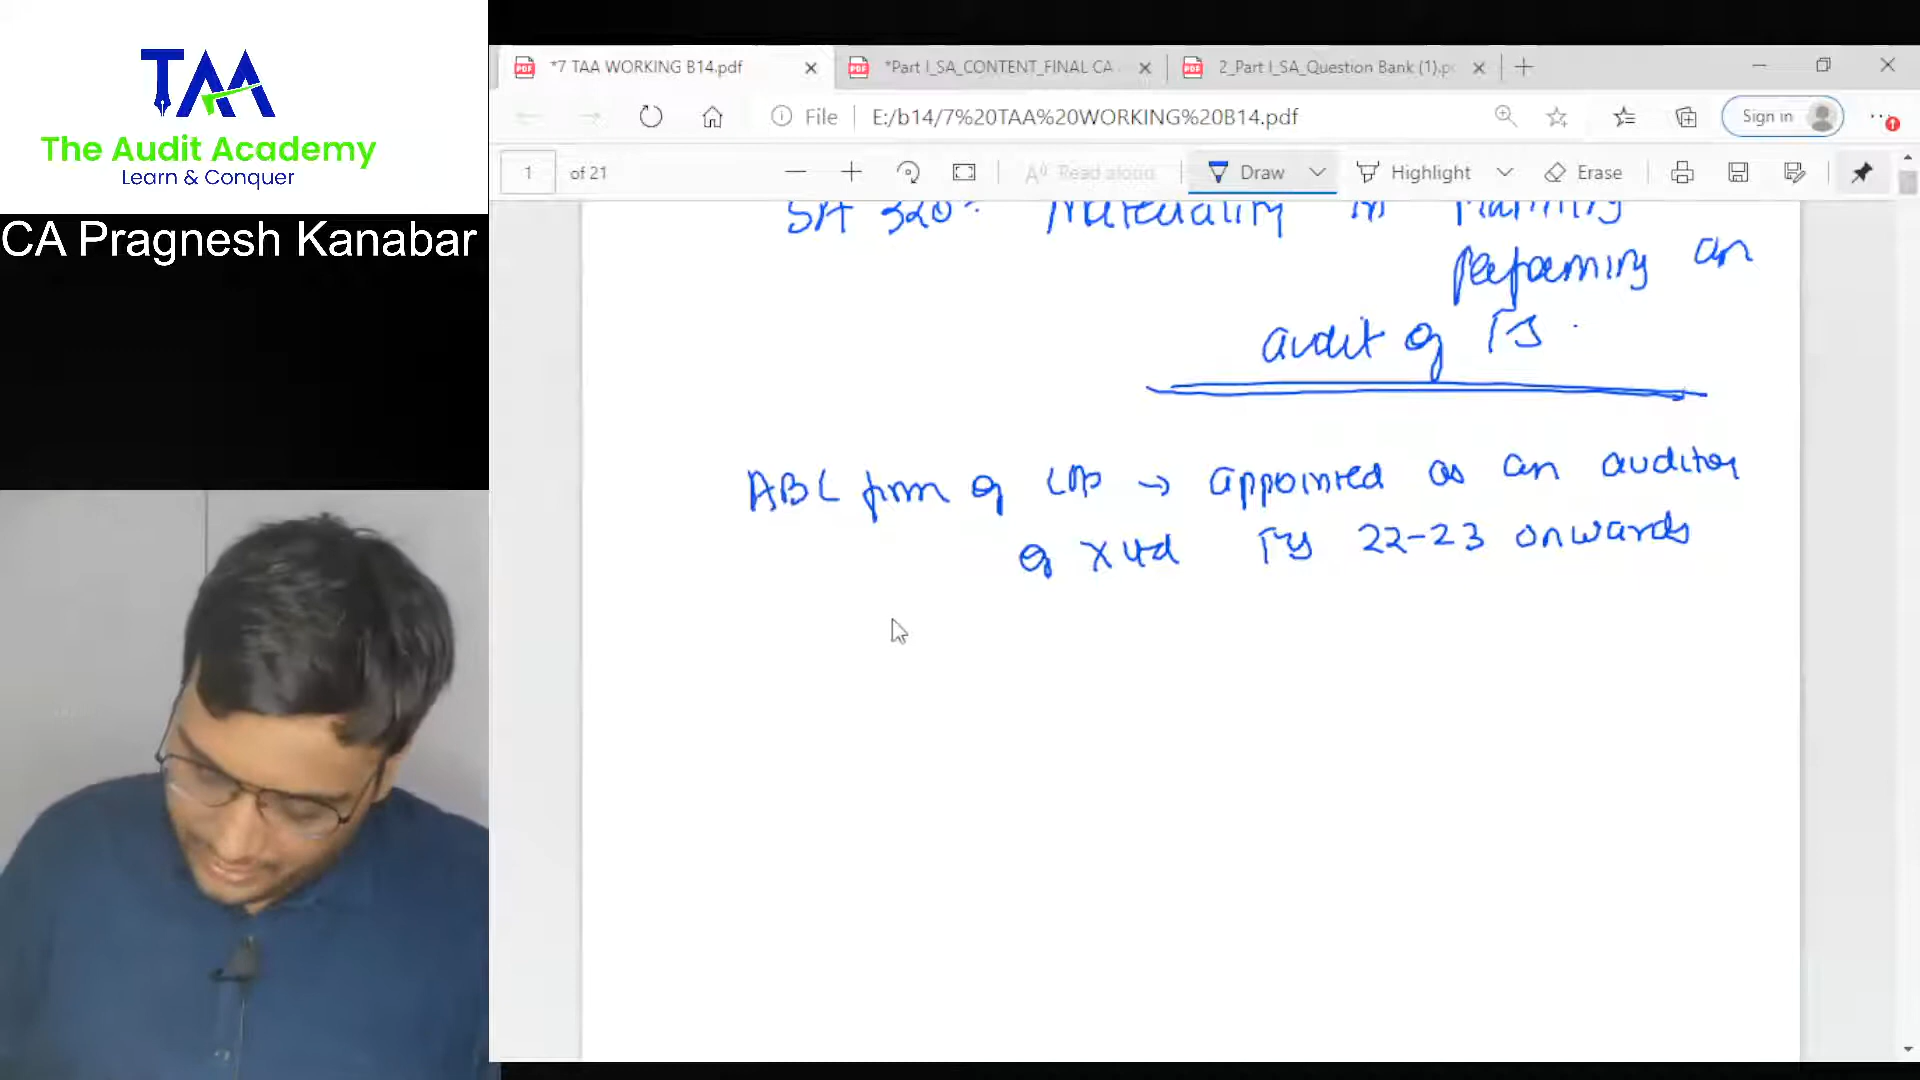 TAA
The Audit Academy
Learn & Conquer
CA Pragnesh Kanabar
*7 TAA WORKING B14.pdf
*Part I_SA_CONTENT_FINAL CA
2_Part I_SA_Question Bank (1).pd
File E:/b14/7%20TAA%20WORKING%20B14.pdf
Sign in
1 of 21
Read aloud
Draw
Highlight
Erase
SA 320: Materiality in Planning
performing an
audit of FS.
ABC firm of → appointed as an auditor
of X Ltd FY 22-23 onwards